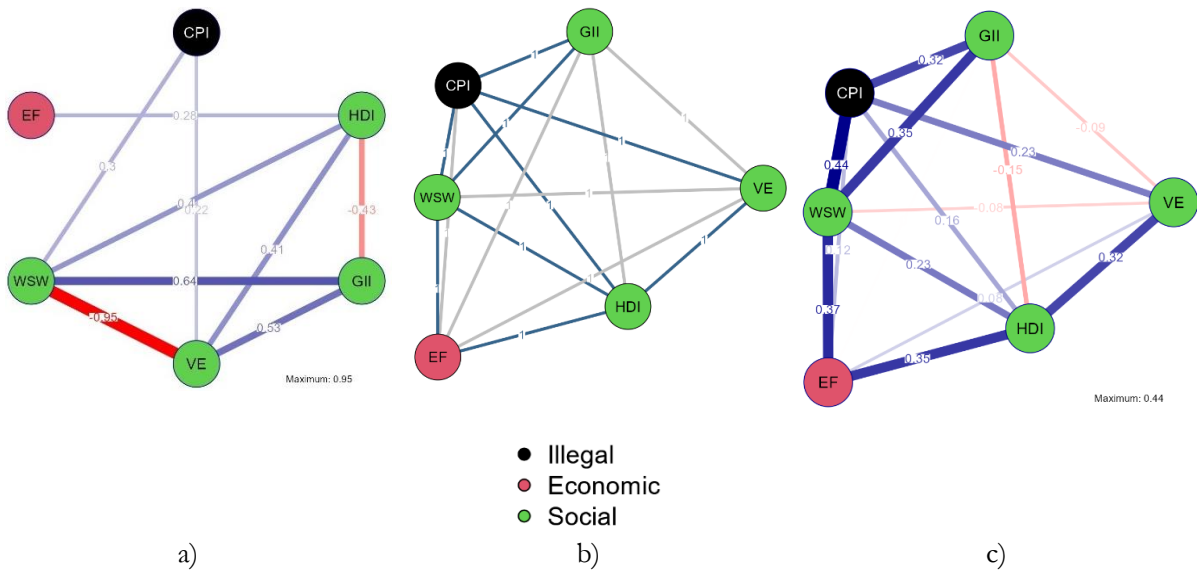 CPI
EF
0.28
HDI
0.3
0.22
-0.43
0.41
WSW
0.64
GII
-0.95
0.53
VE
Maximum: 0.95
GII
1
CPI
1
1
1
1
1
1
1
VE
WSW
1
1
1
1
1
HDI
1
1
1
EF
GII
0.32
CPI
0.35
-0.09
0.23
0.44
-0.15
VE
WSW
-0.08
0.16
0.12
0.23
0.32
0.37
0.08
HDI
0.35
EF
Maximum: 0.44
Illegal
Economic
Social
a)
b)
c)